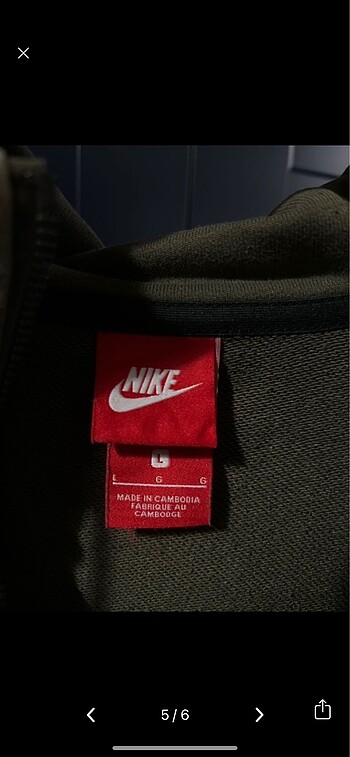 NIKE
L
L G G
MADE IN CAMBODIA
FABRIQUE AU
CAMBODGE
5/6